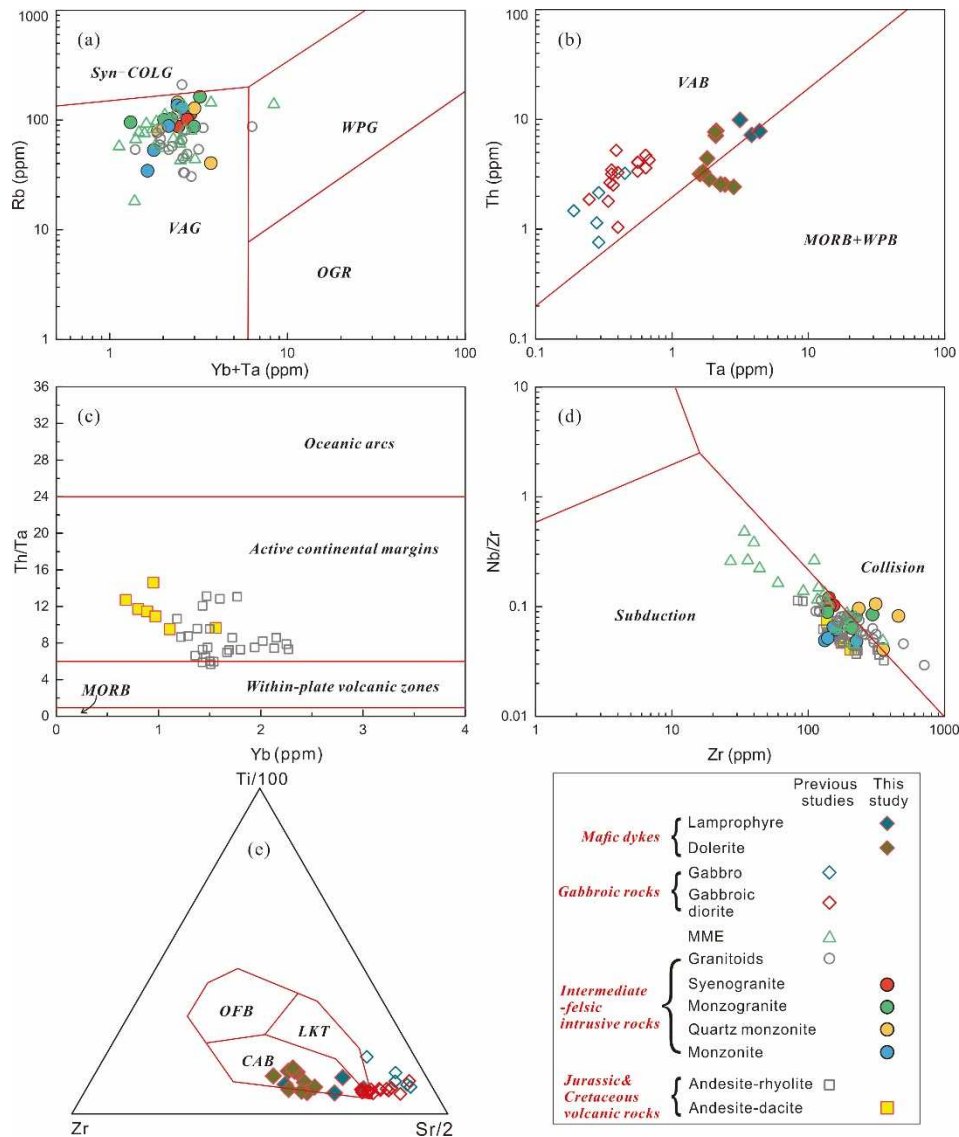 (a)
1000
100
10
1
Rb (ppm)
Syn-COLG
WPG
VAG
OGR
1
10
100
Yb+Ta (ppm)
(b)
100
10
1
0.1
Th (ppm)
VAB
MORB+WPB
0.1
1
10
100
Ta (ppm)
(c)
36
32
28
24
20
16
12
8
4
0
Th/Ta
Oceanic arcs
Active continental margins
Within-plate volcanic zones
MORB
0
1
2
3
4
Yb (ppm)
(d)
10
1
0.1
0.01
Nb/Zr
Collision
Subduction
1
10
100
1000
Zr (ppm)
Ti/100
(e)
OFB
LKT
CAB
Zr
Sr/2
Previous studies
This study
Mafic dykes
Lamprophyre
Dolerite
Gabbroic rocks
Gabbro
Gabbroic
diorite
MME
Granitoids
Intermediate
-felsic
intrusive rocks
Syenogranite
Monzogranite
Quartz monzonite
Monzonite
Jurassic&
Cretaceous
volcanic rocks
Andesite-rhyolite
Andesite-dacite